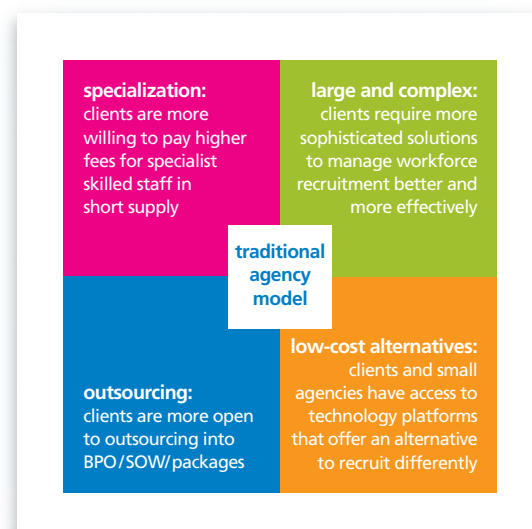 specialization:
clients are more
willing to pay higher
fees for specialist
skilled staff in
short supply
large and complex:
clients require more
sophisticated solutions
to manage workforce
recruitment better and
more effectively
traditional
agency
model
outsourcing:
clients are more open
to outsourcing into
BPO/SOW/packages
low-cost alternatives:
clients and small
agencies have access to
technology platforms
that offer an alternative
to recruit differently